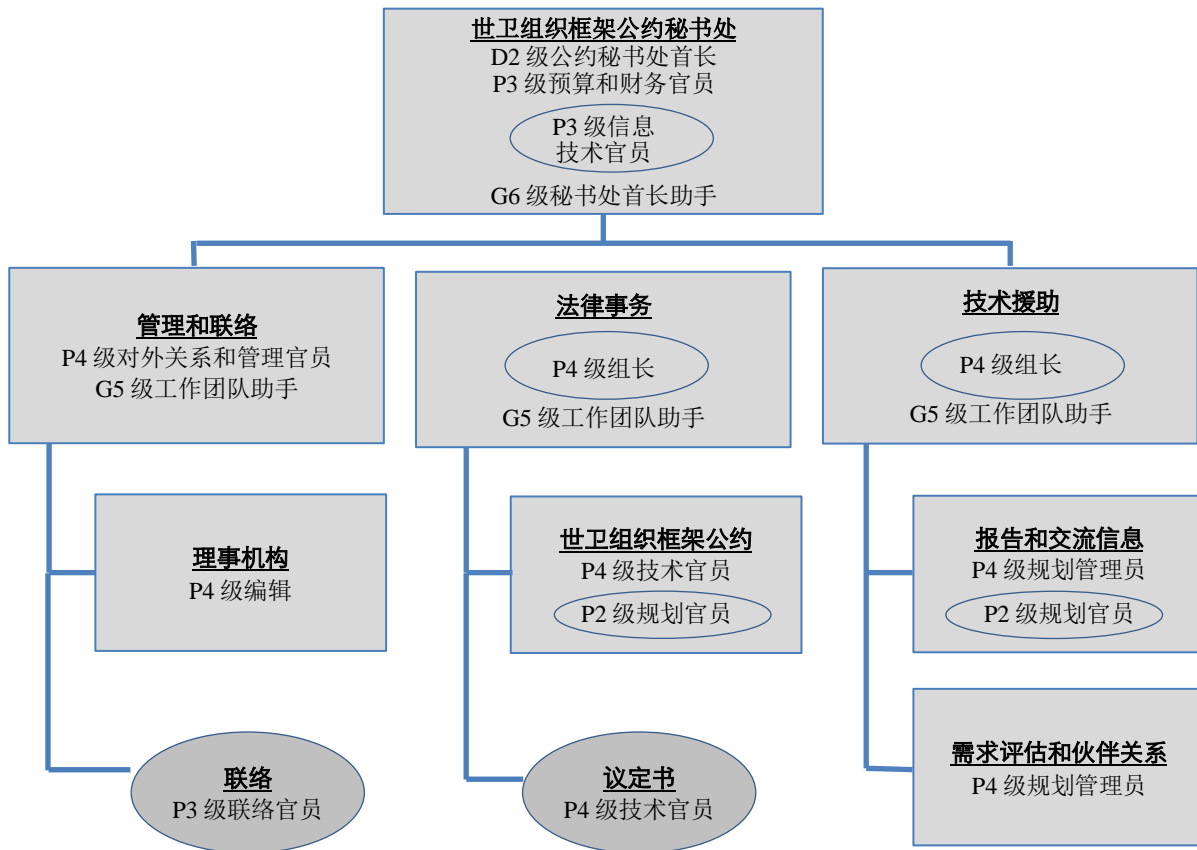 世卫组织框架公约秘书处
D2 级公约秘书处首长
P3 级预算和财务官员
P3 级信息
技术官员
G6 级秘书处首长助手
管理和联络
P4 级对外关系和管理官员
G5 级工作团队助手
法律事务
P4 级组长
G5 级工作团队助手
技术援助
P4 级组长
G5 级工作团队助手
理事机构
P4 级编辑
世卫组织框架公约
P4 级技术官员
P2 级规划官员
报告和交流信息
P4 级规划管理员
P2 级规划官员
联络
P3 级联络官员
议定书
P4 级技术官员
需求评估和伙伴关系
P4 级规划管理员